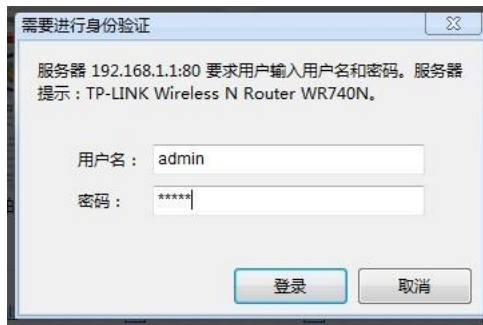 需要进行身份验证
服务器 192.168.1.1:80 要求用户输入用户名和密码。服务器
提示：TP-LINK Wireless N Router WR740N。
用户名： admin
密码： *****
登录 取消